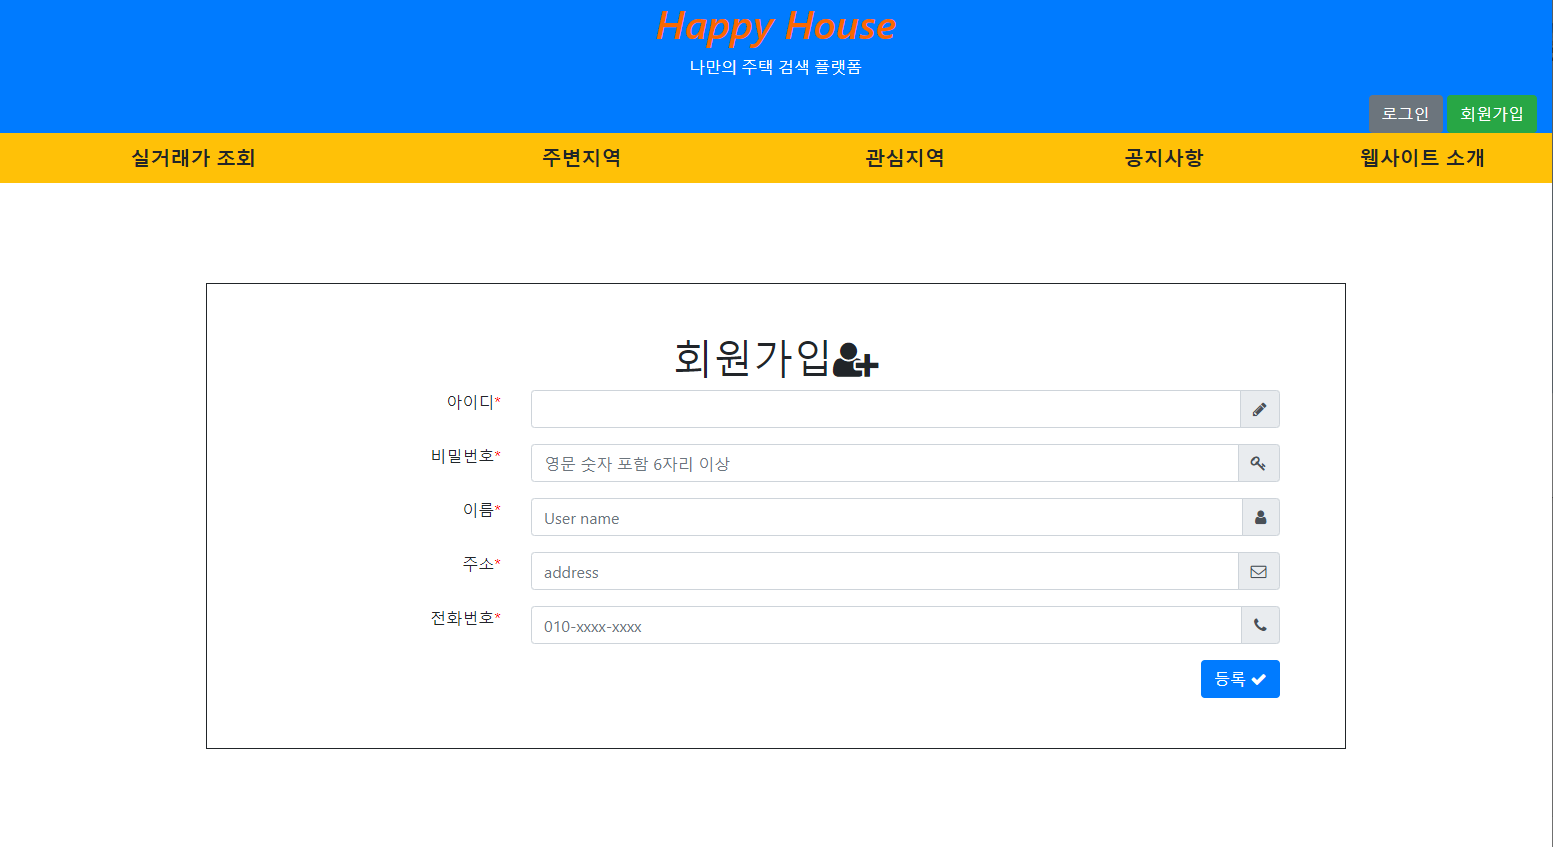 Happy House
나만의 주택 검색 플랫폼
로그인 회원가입
실거래가 조회 주변지역 관심지역 공지사항 웹사이트 소개
회원가입
아이디*
비밀번호* 영문 숫자 포함 6자리 이상
이름* User name
주소* address
전화번호* 010-xxxx-xxxx
등록